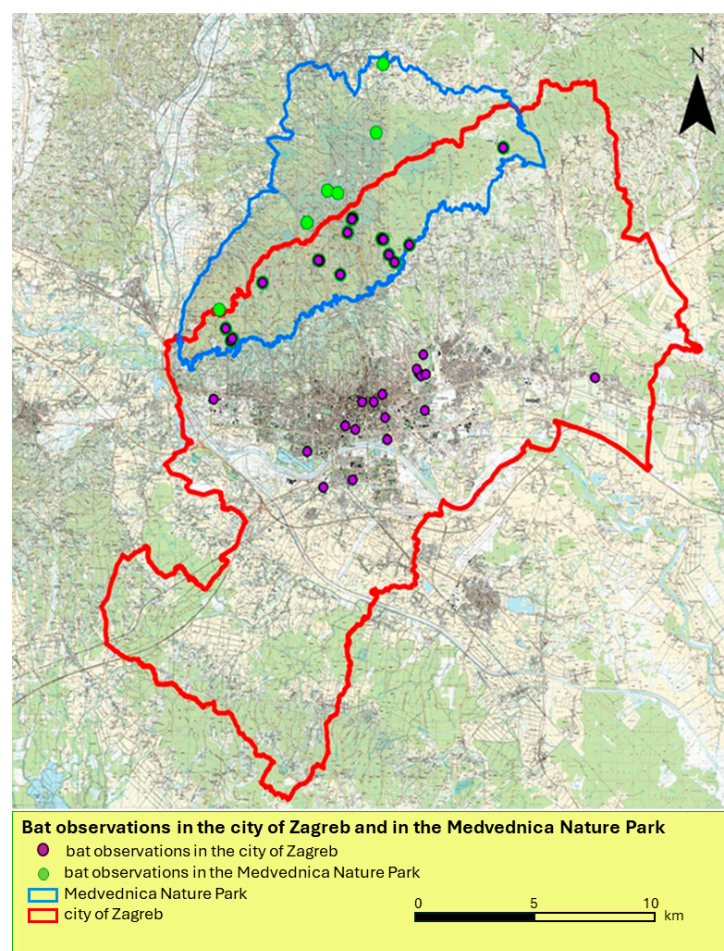 N
Bat observations in the city of Zagreb and in the Medvednica Nature Park
bat observations in the city of Zagreb
bat observations in the Medvednica Nature Park
Medvednica Nature Park
city of Zagreb
0 5 10
km